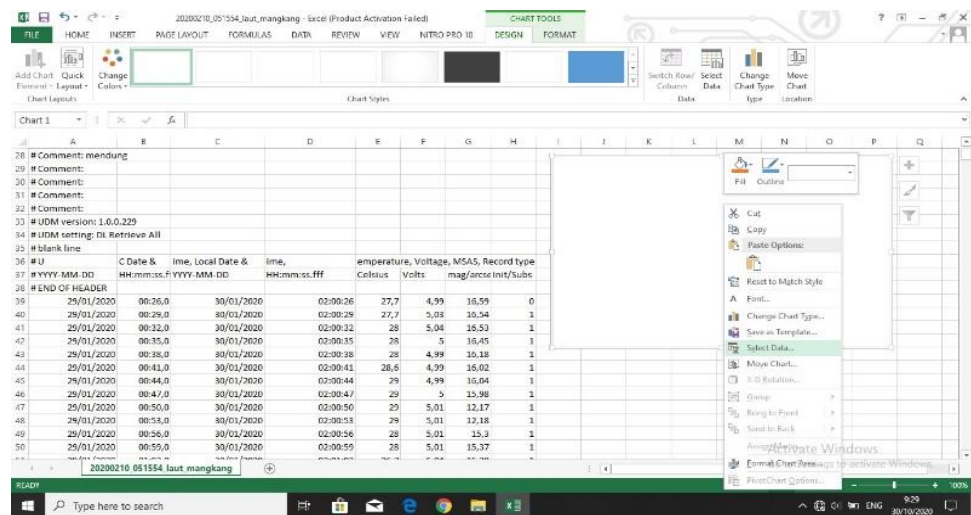 20200210_051554_laut_mangkang - Excel (Product Activation Failed)
CHART TOOLS
FILE HOME INSERT PAGE LAYOUT FORMULAS DATA REVIEW VIEW NITRO PRO 10 DESIGN FORMAT
Add Chart Element Quick Layout Change Colors
Switch Row/ Column Select Data Change Chart Type Move Chart
Chart Layouts Chart Styles Data Type Location
Chart 1
A B C D E F G H I J K L M N O P Q
28 # Comment: mendung
29 # Comment:
30 # Comment:
31 # Comment:
32 # Comment:
33 # UDM version: 1.0.0.229
34 # UDM setting: DL Retrieve All
35 # blank line
36 # U C Date & ime, Local Date & ime, emperature, Voltage, MSAS, Record type
37 # YYYY-MM-DD HH:mm:ss.f YYYY-MM-DD HH:mm:ss.fff Celsius Volts mag/arcse Init/Subs
38 # END OF HEADER
39 29/01/2020 00:26,0 30/01/2020 02:00:26 27,7 4,99 16,59 0
40 29/01/2020 00:29,0 30/01/2020 02:00:29 27,7 5,03 16,54 1
41 29/01/2020 00:32,0 30/01/2020 02:00:32 28 5,04 16,53 1
42 29/01/2020 00:35,0 30/01/2020 02:00:35 28 5 16,45 1
43 29/01/2020 00:38,0 30/01/2020 02:00:38 28 4,99 16,18 1
44 29/01/2020 00:41,0 30/01/2020 02:00:41 28,6 4,99 16,02 1
45 29/01/2020 00:44,0 30/01/2020 02:00:44 29 4,99 16,04 1
46 29/01/2020 00:47,0 30/01/2020 02:00:47 29 5 15,98 1
47 29/01/2020 00:50,0 30/01/2020 02:00:50 29 5,01 12,17 1
48 29/01/2020 00:53,0 30/01/2020 02:00:53 29 5,01 12,18 1
49 29/01/2020 00:56,0 30/01/2020 02:00:56 28 5,01 15,3 1
50 29/01/2020 00:59,0 30/01/2020 02:00:59 28 5,01 15,37 1
Fill Outline
Cut
Copy
Paste Options:
Reset to Match Style
Font...
Change Chart Type...
Save as Template...
Select Data...
Move Chart...
3-D Rotation...
Group
Bring to Front
Send to Back
Activate Windows
Format Chart Area...
to activate Windows.
PivotChart Options...
20200210_051554_laut_mangkang
READY
100%
Type here to search
ENG
9:29
30/10/2020